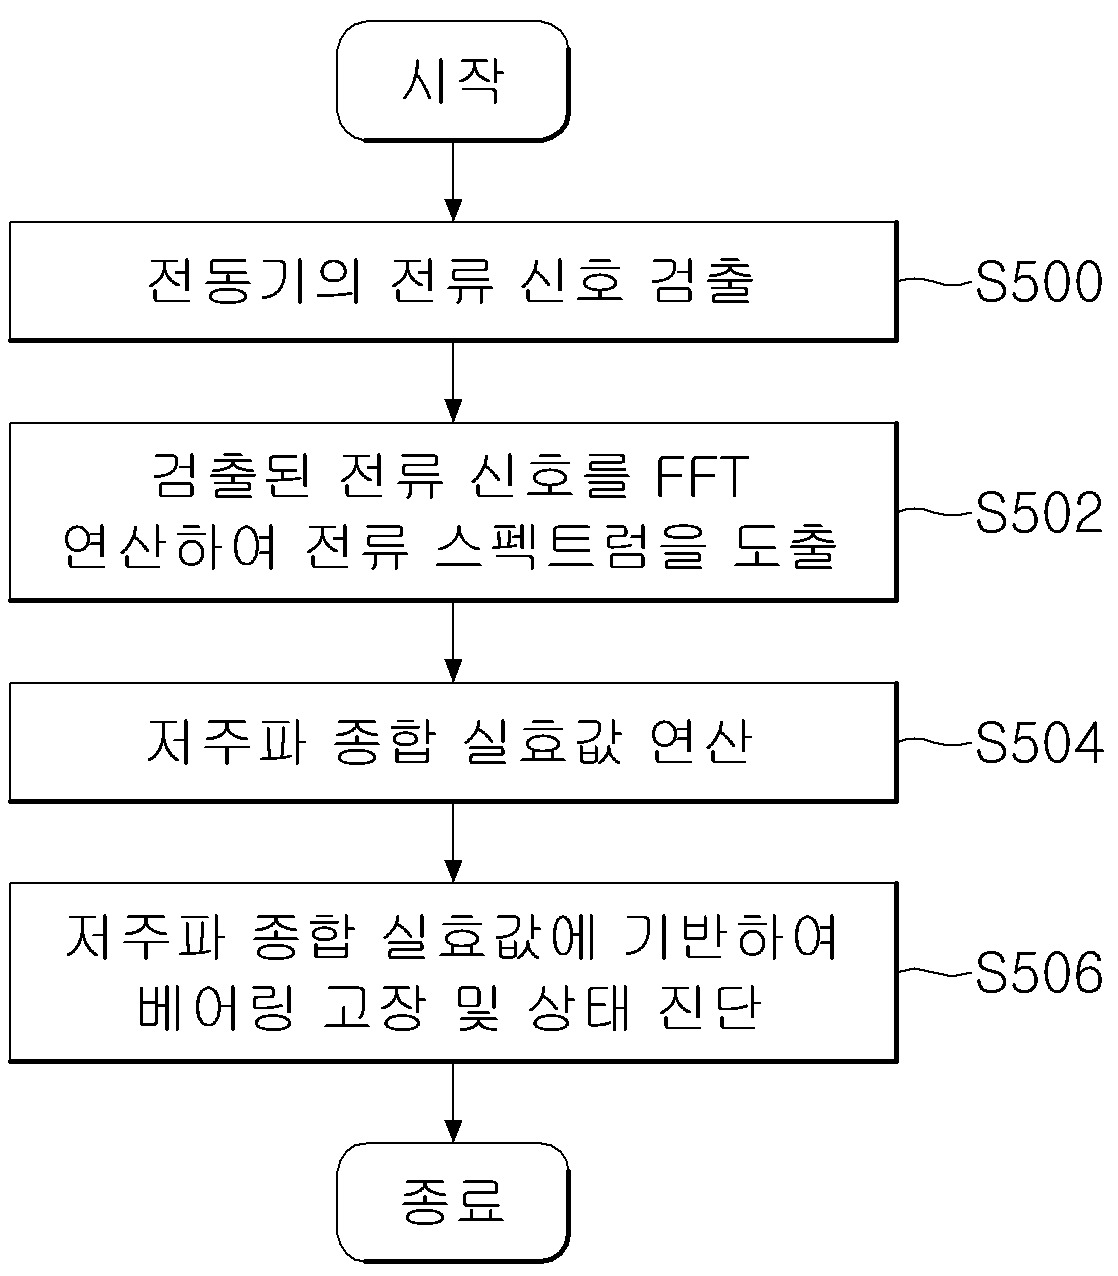 시작
전동기의 전류 신호 검출
S500
검출된 전류 신호를 FFT
연산하여 전류 스펙트럼을 도출
S502
저주파 종합 실효값 연산
S504
저주파 종합 실효값에 기반하여
베어링 고장 및 상태 진단
S506
종료